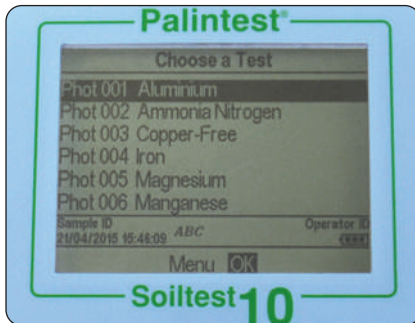 Palintest®
Choose a Test
Phot 001 Aluminium
Phot 002 Ammonia Nitrogen
Phot 003 Copper-Free
Phot 004 Iron
Phot 005 Magnesium
Phot 006 Manganese
Sample ID ABC Operator ID
21/04/2015 15:46:09
Menu OK
Soiltest 10